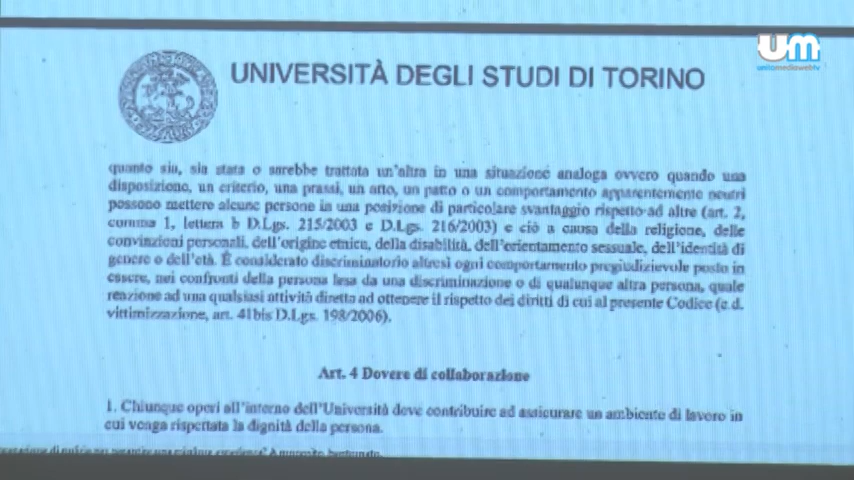 um
unitomediawebtv
UNIVERSITÀ DEGLI STUDI DI TORINO
quanto sia, sia stata o sarebbe trattata un'altra in una situazione analoga ovvero quando una
disposizione, un criterio, una prassi, un atto, un patto o un comportamento apparentemente neutri
possono mettere alcune persone in una posizione di particolare svantaggio rispetto ad altre (art. 2,
comma 1, lettera b D.Lgs. 215/2003 e D.Lgs. 216/2003) e ciò a causa della religione, delle
convinzioni personali, dell'origine etnica, della disabilità, dell'orientamento sessuale, dell'identità di
genere o dell'età. È considerato discriminatorio altresì ogni comportamento pregiudizievole posto in
essere, nei confronti della persona lesa da una discriminazione o di qualunque altra persona, quale
reazione ad una qualsiasi attività diretta ad ottenere il rispetto dei diritti di cui al presente Codice (c.d.
vittimizzazione, art. 41bis D.Lgs. 198/2006).
Art. 4 Dovere di collaborazione
1. Chiunque operi all'interno dell'Università deve contribuire ad assicurare un ambiente di lavoro in
cui venga rispettata la dignità della persona.